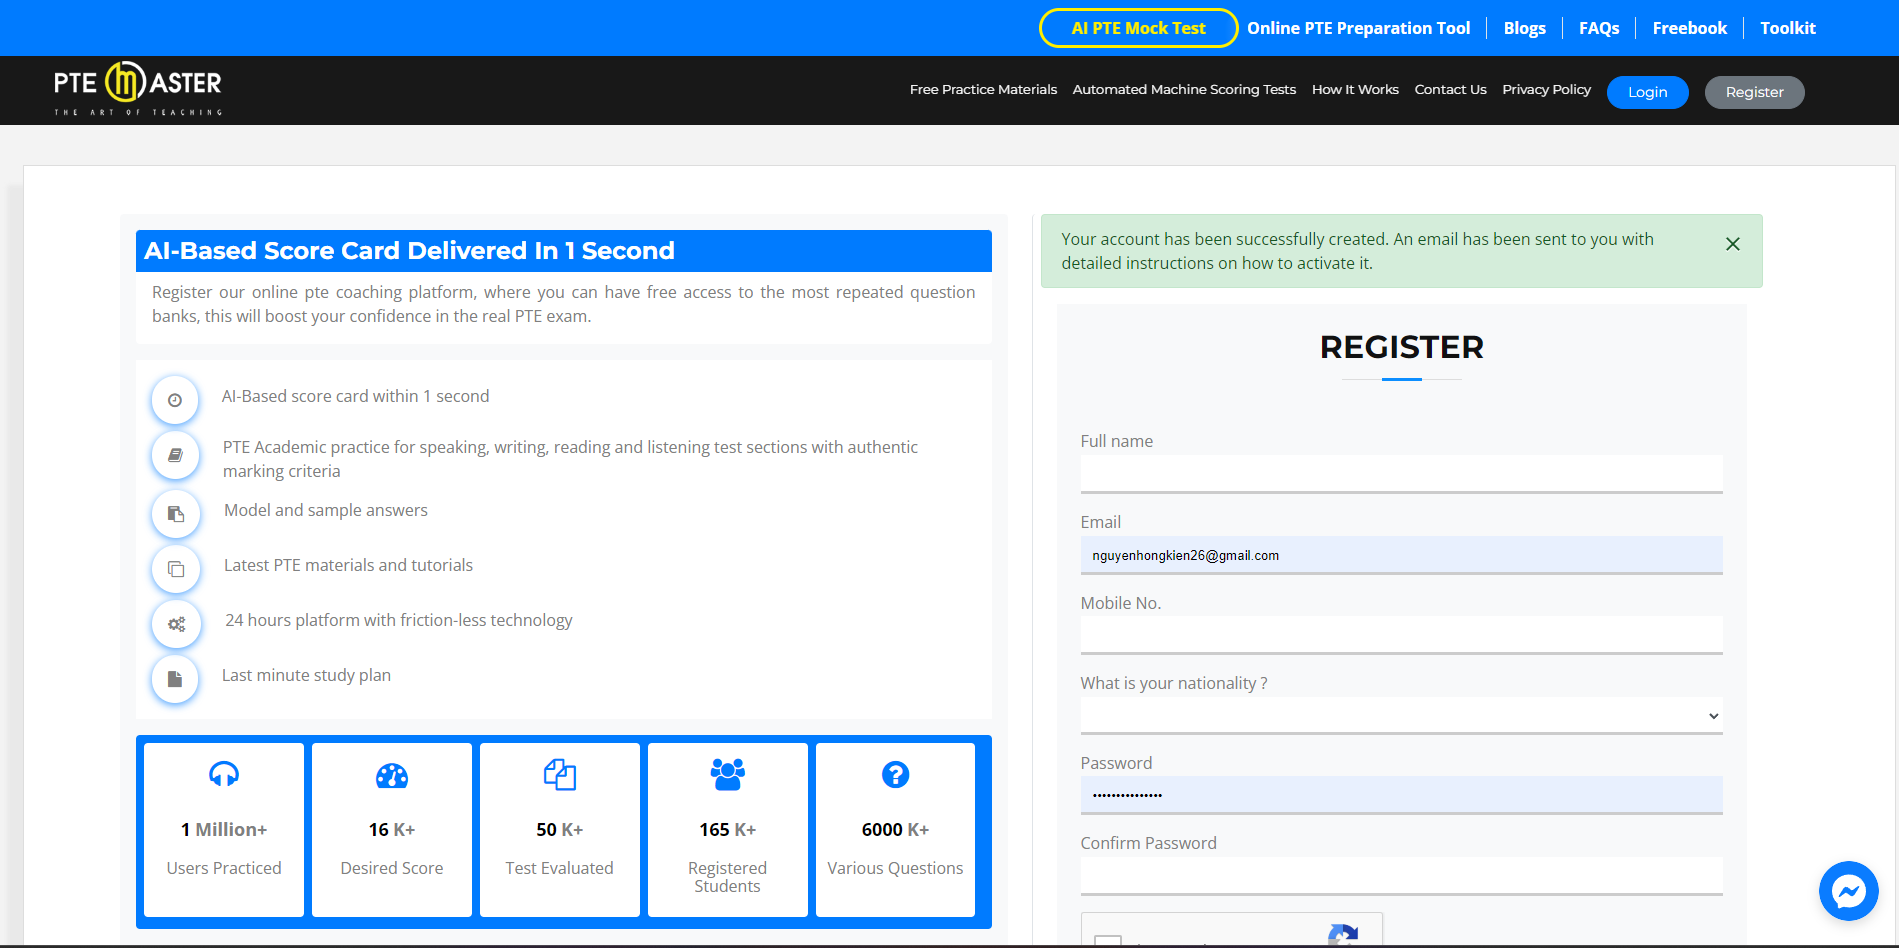 AI PTE Mock Test
Online PTE Preparation Tool
Blogs
FAQs
Freebook
Toolkit
PTE MASTER
THE ART OF TEACHING
Free Practice Materials
Automated Machine Scoring Tests
How It Works
Contact Us
Privacy Policy
Login
Register
AI-Based Score Card Delivered In 1 Second
Register our online pte coaching platform, where you can have free access to the most repeated question
banks, this will boost your confidence in the real PTE exam.
AI-Based score card within 1 second
PTE Academic practice for speaking, writing, reading and listening test sections with authentic
marking criteria
Model and sample answers
Latest PTE materials and tutorials
24 hours platform with friction-less technology
Last minute study plan
1 Million+
Users Practiced
16 K+
Desired Score
50 K+
Test Evaluated
165 K+
Registered
Students
6000 K+
Various Questions
Your account has been successfully created. An email has been sent to you with
detailed instructions on how to activate it.
REGISTER
Full name
Email
nguyenhongkien26@gmail.com
Mobile No.
What is your nationality ?
Password
Confirm Password